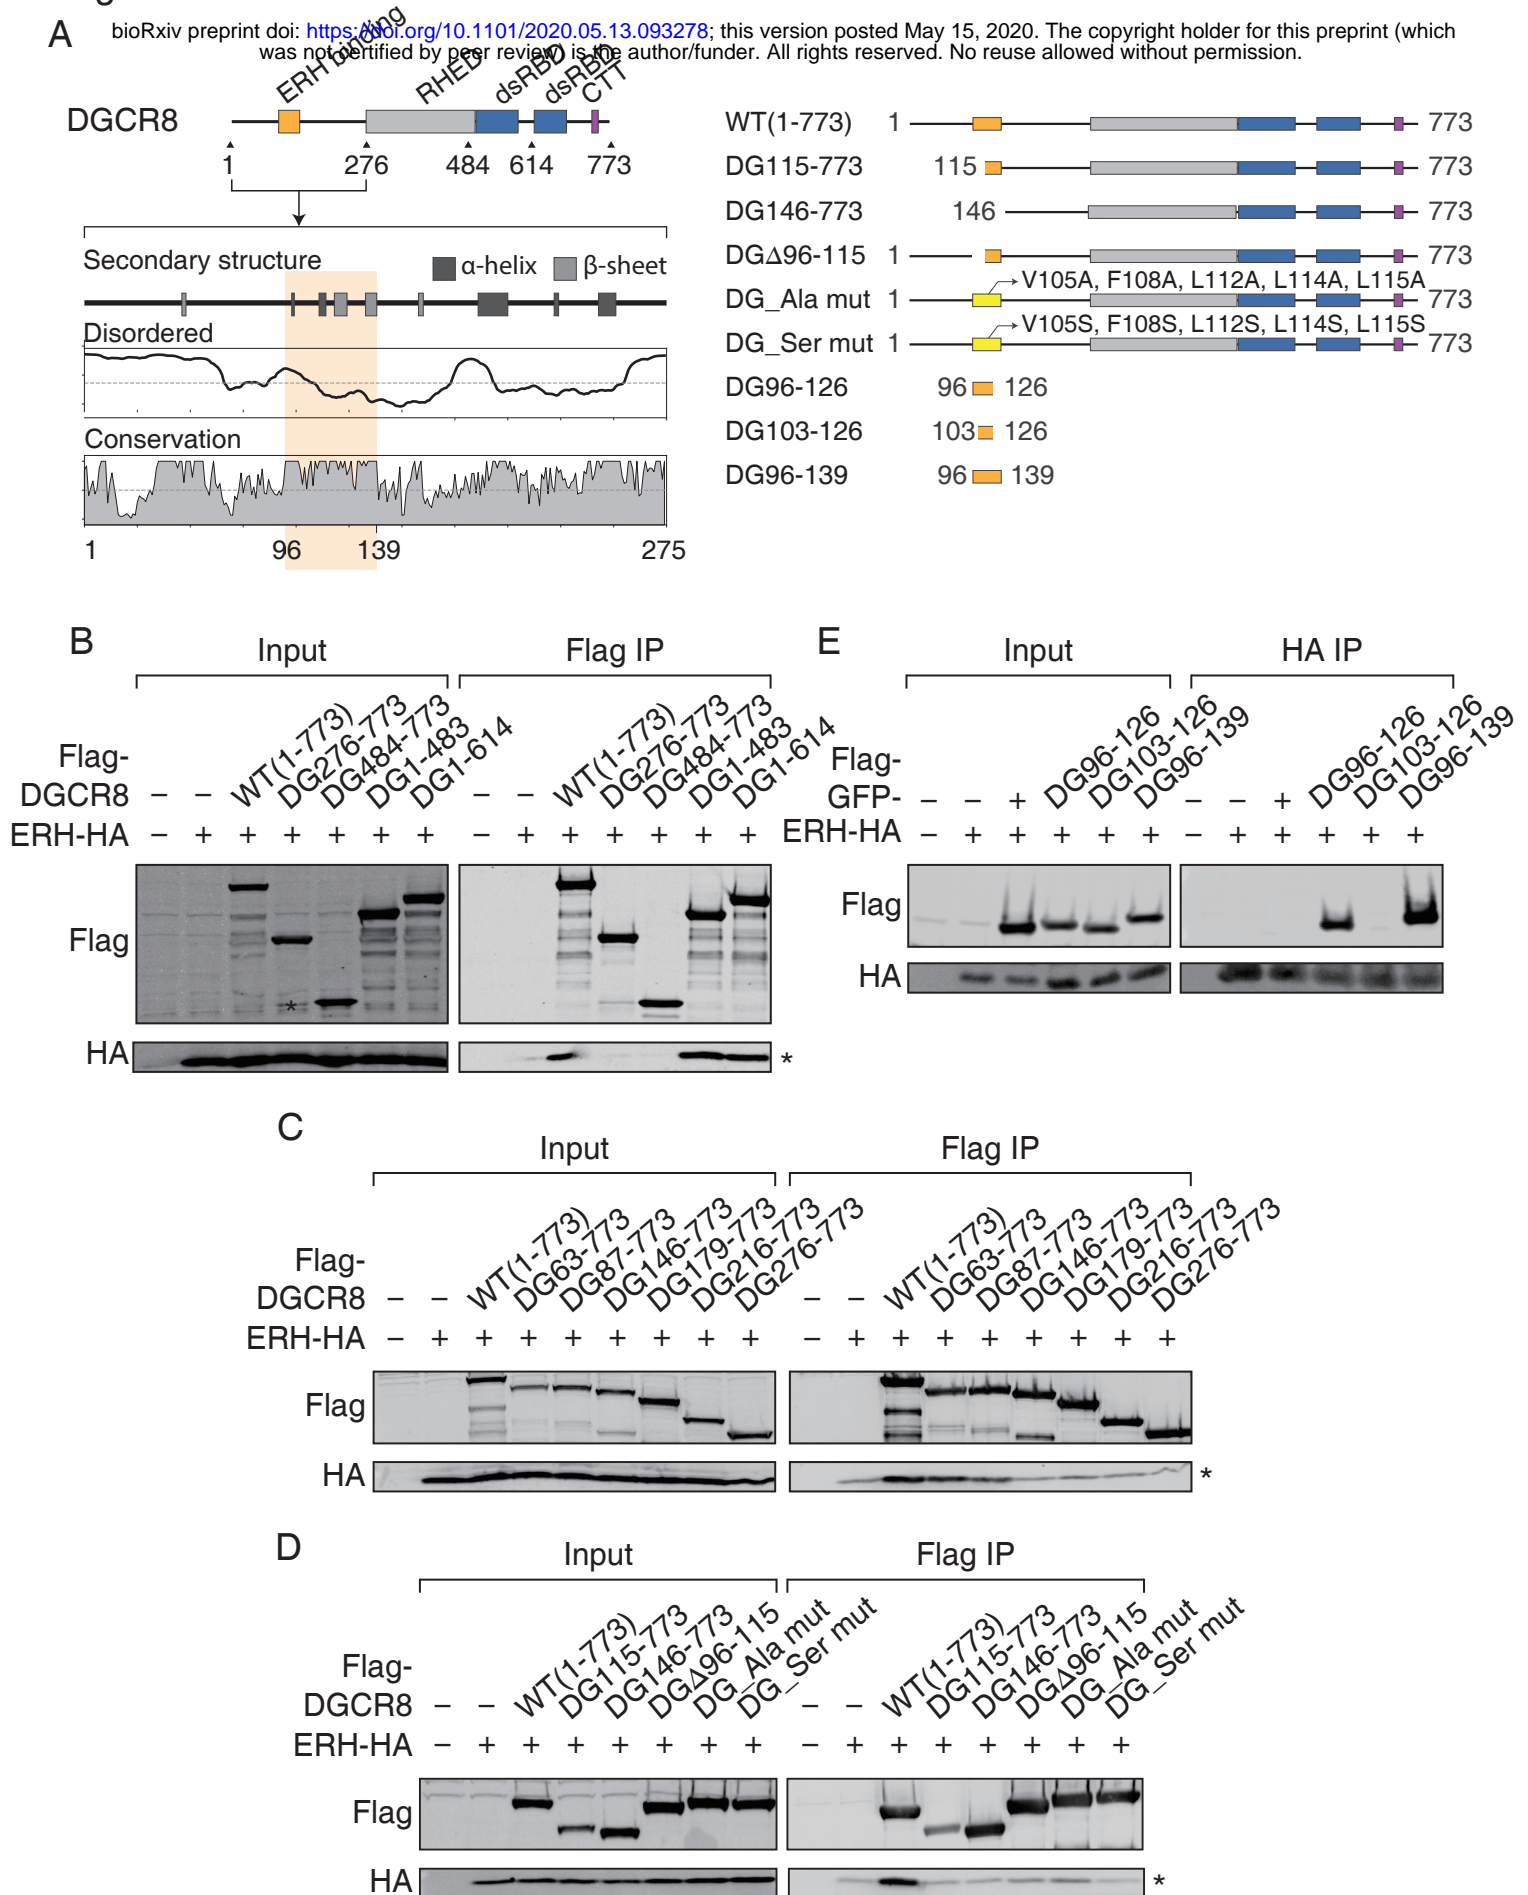 A
bioRxiv preprint doi: https://doi.org/10.1101/2020.05.13.093278; this version posted May 15, 2020. The copyright holder for this preprint (which
was not certified by peer review) is the author/funder. All rights reserved. No reuse allowed without permission.
ERH binding RHED dsRBD dsRBD CTT
DGCR8
1 276 484 614 773
Secondary structure
α-helix β-sheet
Disordered
Conservation
1 96 139 275
WT(1-773) 1 773
DG115-773 115 773
DG146-773 146 773
DGΔ96-115 1 773
V105A, F108A, L112A, L114A, L115A
DG_Ala mut 1 773
V105S, F108S, L112S, L114S, L115S
DG_Ser mut 1 773
DG96-126 96 126
DG103-126 103 126
DG96-139 96 139
B
Input Flag IP
WT(1-773) DG276-773 DG484-773 DG1-483 DG1-614 WT(1-773) DG276-773 DG484-773 DG1-483 DG1-614
Flag-
DGCR8 – – – –
ERH-HA – + + + + + + – + + + + + +
Flag
*
HA
*
E
Input HA IP
DG96-126 DG103-126 DG96-139 DG96-126 DG103-126 DG96-139
Flag-
GFP- – – + – – +
ERH-HA – + + + + + – + + + + +
Flag
HA
C
Input Flag IP
WT(1-773) DG63-773 DG87-773 DG146-773 DG179-773 DG216-773 DG276-773 WT(1-773) DG63-773 DG87-773 DG146-773 DG179-773 DG216-773 DG276-773
Flag-
DGCR8 – – – –
ERH-HA – + + + + + + + + – + + + + + + + +
Flag
HA
*
D
Input Flag IP
WT(1-773) DG115-773 DG146-773 DGΔ96-115 DG_Ala mut DG_Ser mut WT(1-773) DG115-773 DG146-773 DGΔ96-115 DG_Ala mut DG_Ser mut
Flag-
DGCR8 – – – –
ERH-HA – + + + + + + + – + + + + + + +
Flag
HA
*